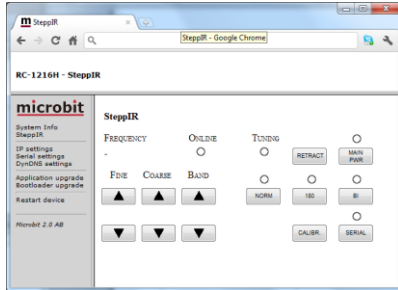 SteppIR
SteppIR - Google Chrome
RC-1216H - SteppIR
microbit
System Info
SteppIR
IP settings
Serial settings
DynDNS settings
Application upgrade
Bootloader upgrade
Restart device
Microbit 2.0 AB
SteppIR
FREQUENCY ONLINE TUNING
-
RETRACT MAIN PWR
FINE COARSE BAND
NORM 180 BI
CALIBR. SERIAL